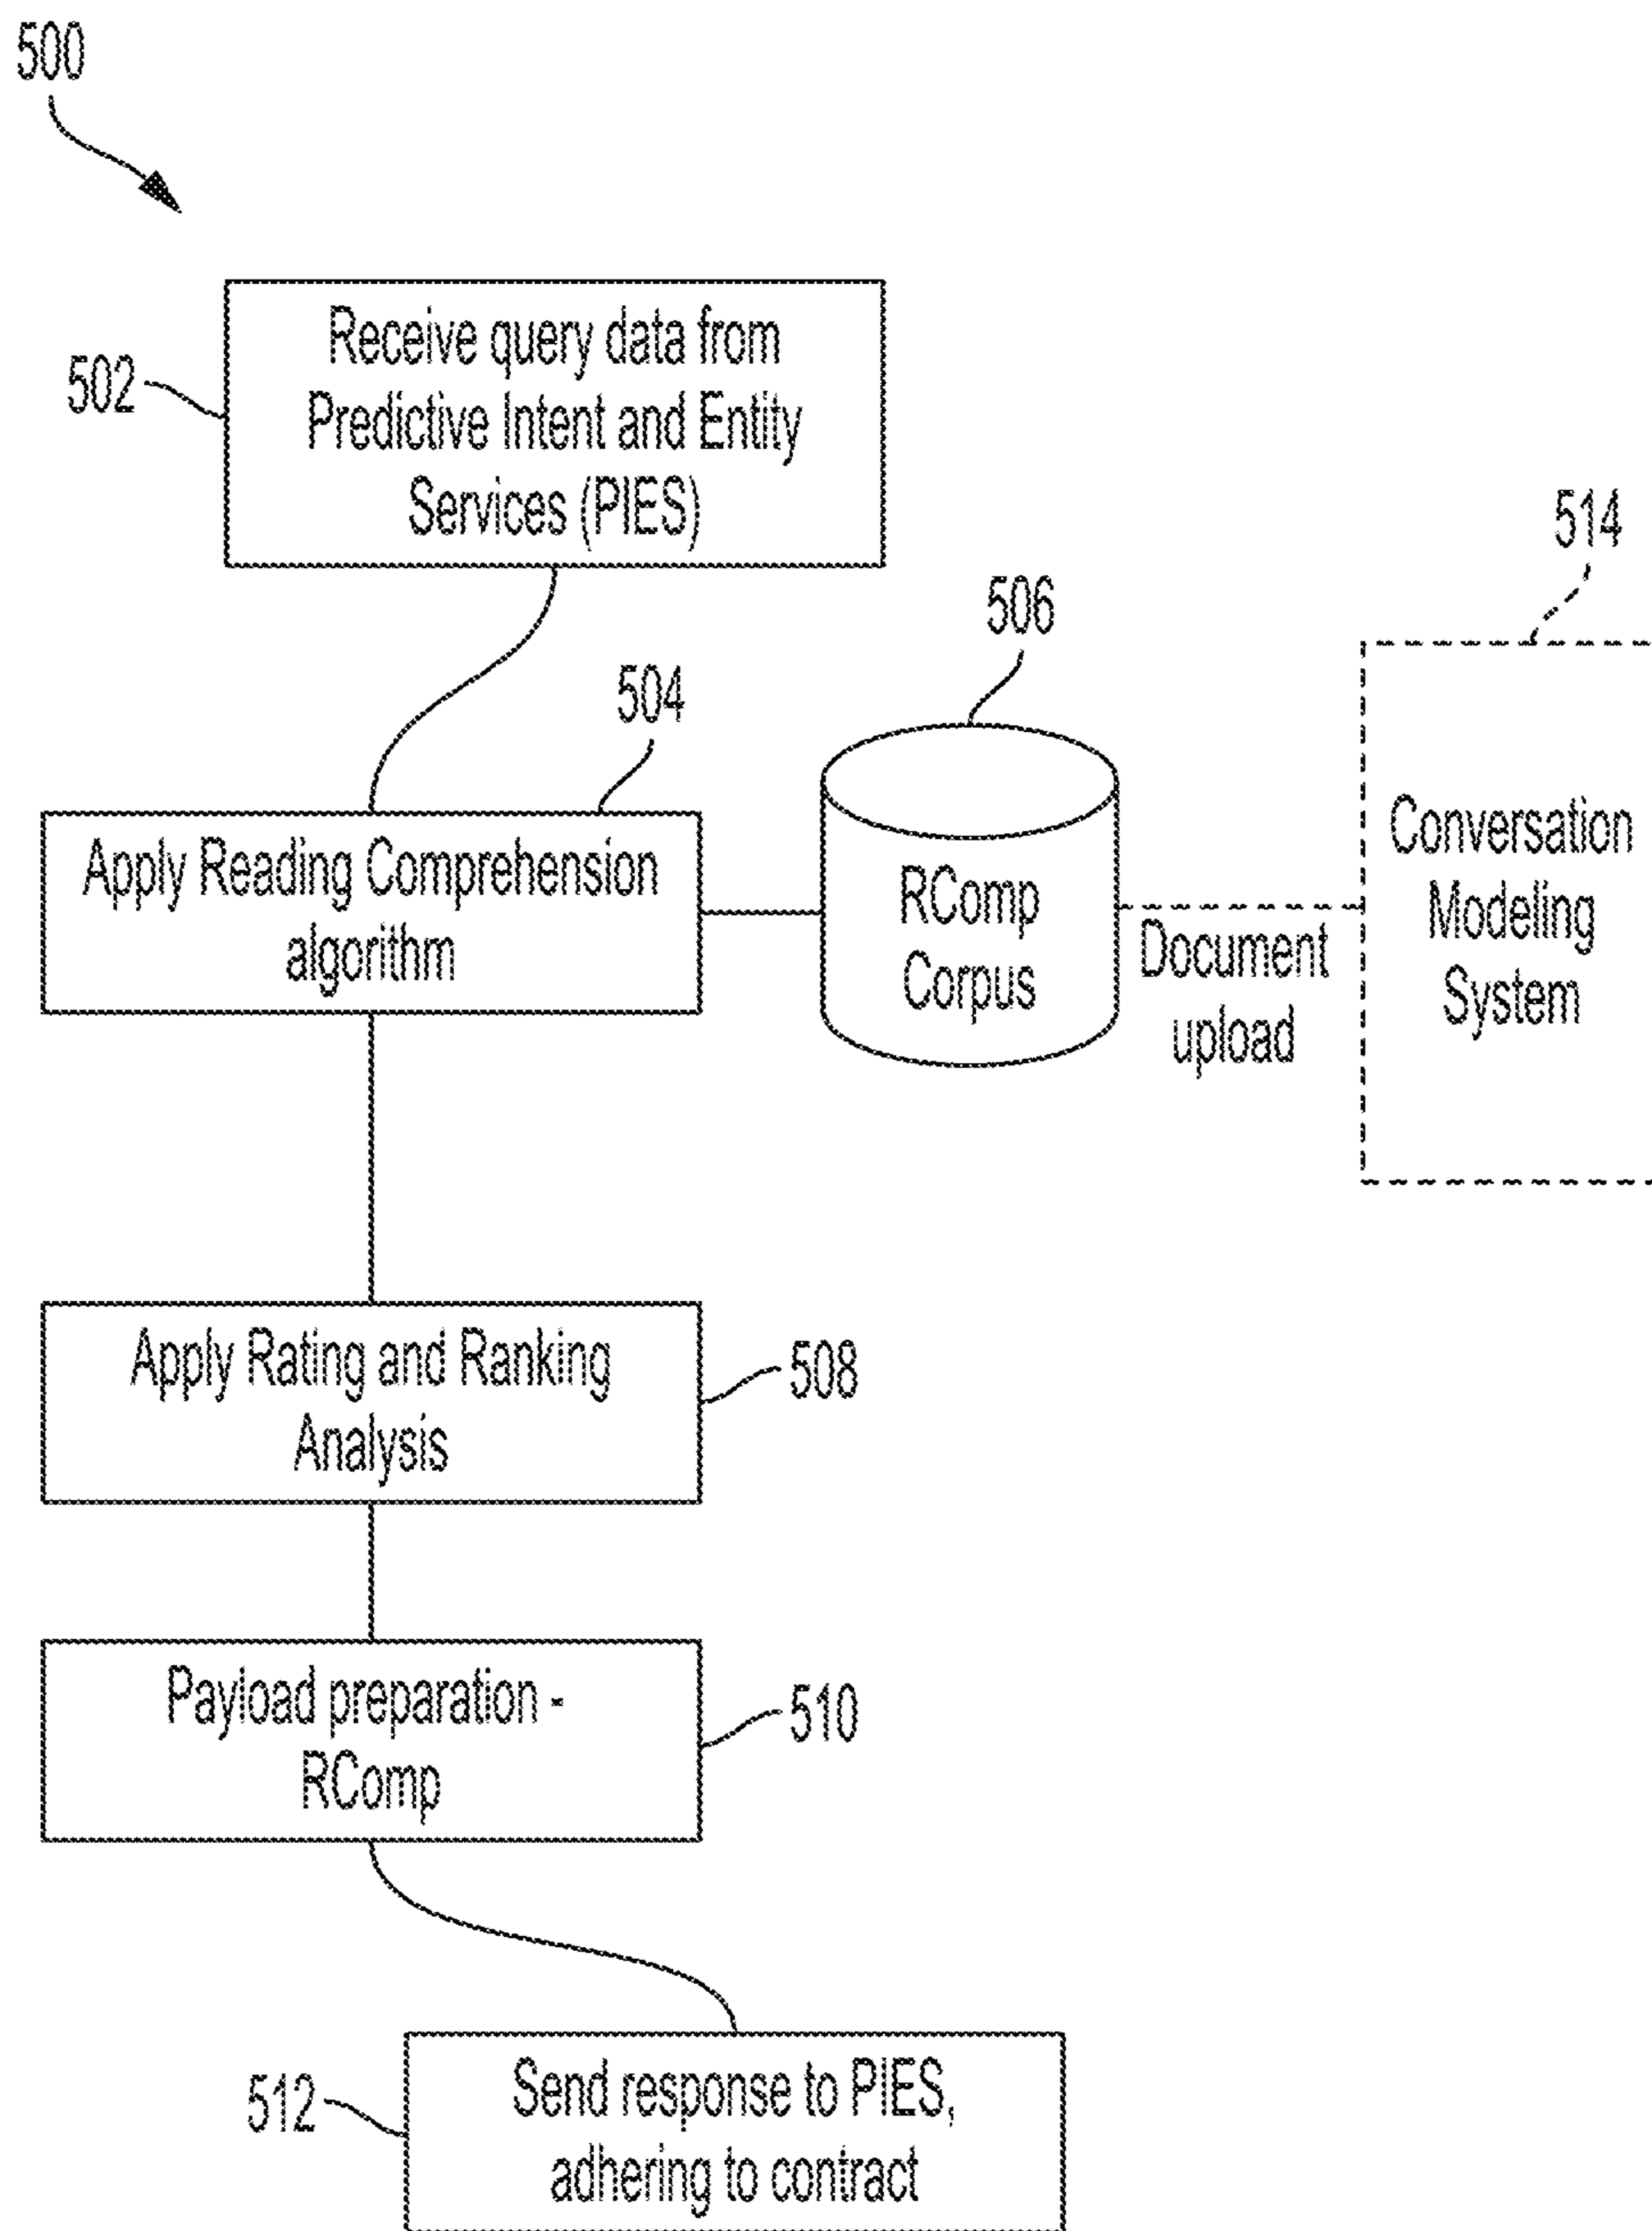 500
502
Receive query data from
Predictive Intent and Entity
Services (PIES)
514
506
504
Apply Reading Comprehension
algorithm
RComp
Corpus
Document
upload
Conversation
Modeling
System
Apply Rating and Ranking
Analysis
508
Payload preparation -
RComp
510
512
Send response to PIES,
adhering to contract